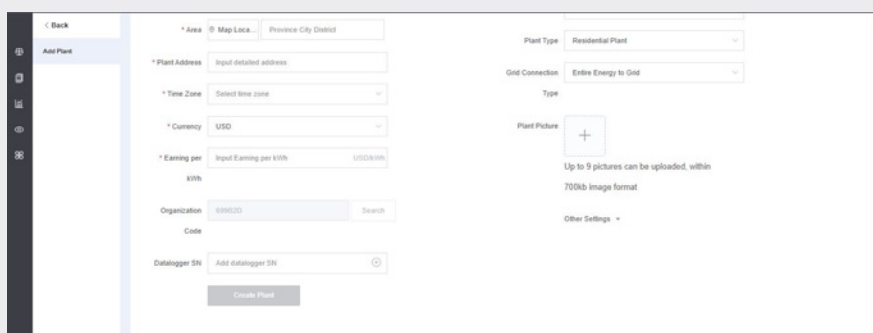 < Back
Add Plant
* Area
Map Loca...
Province City District
* Plant Address
Input detailed address
* Time Zone
Select time zone
* Currency
USD
* Earning per
kWh
Input Earning per kWh
USD/kWh
Organization
Code
Search
Datalogger SN
Add datalogger SN
Create Plant
Plant Type
Residential Plant
Grid Connection
Type
Entire Energy to Grid
Plant Picture
Up to 9 pictures can be uploaded, within
700kb image format
Other Settings